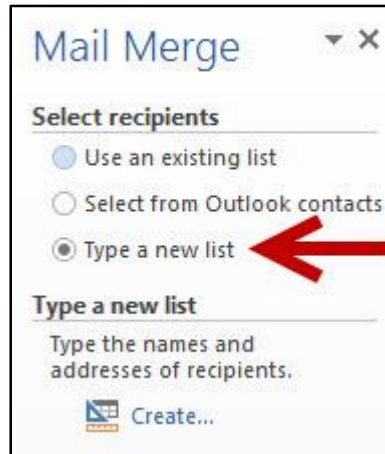 Mail Merge
Select recipients
Use an existing list
Select from Outlook contacts
Type a new list
Type a new list
Type the names and
addresses of recipients.
Create...